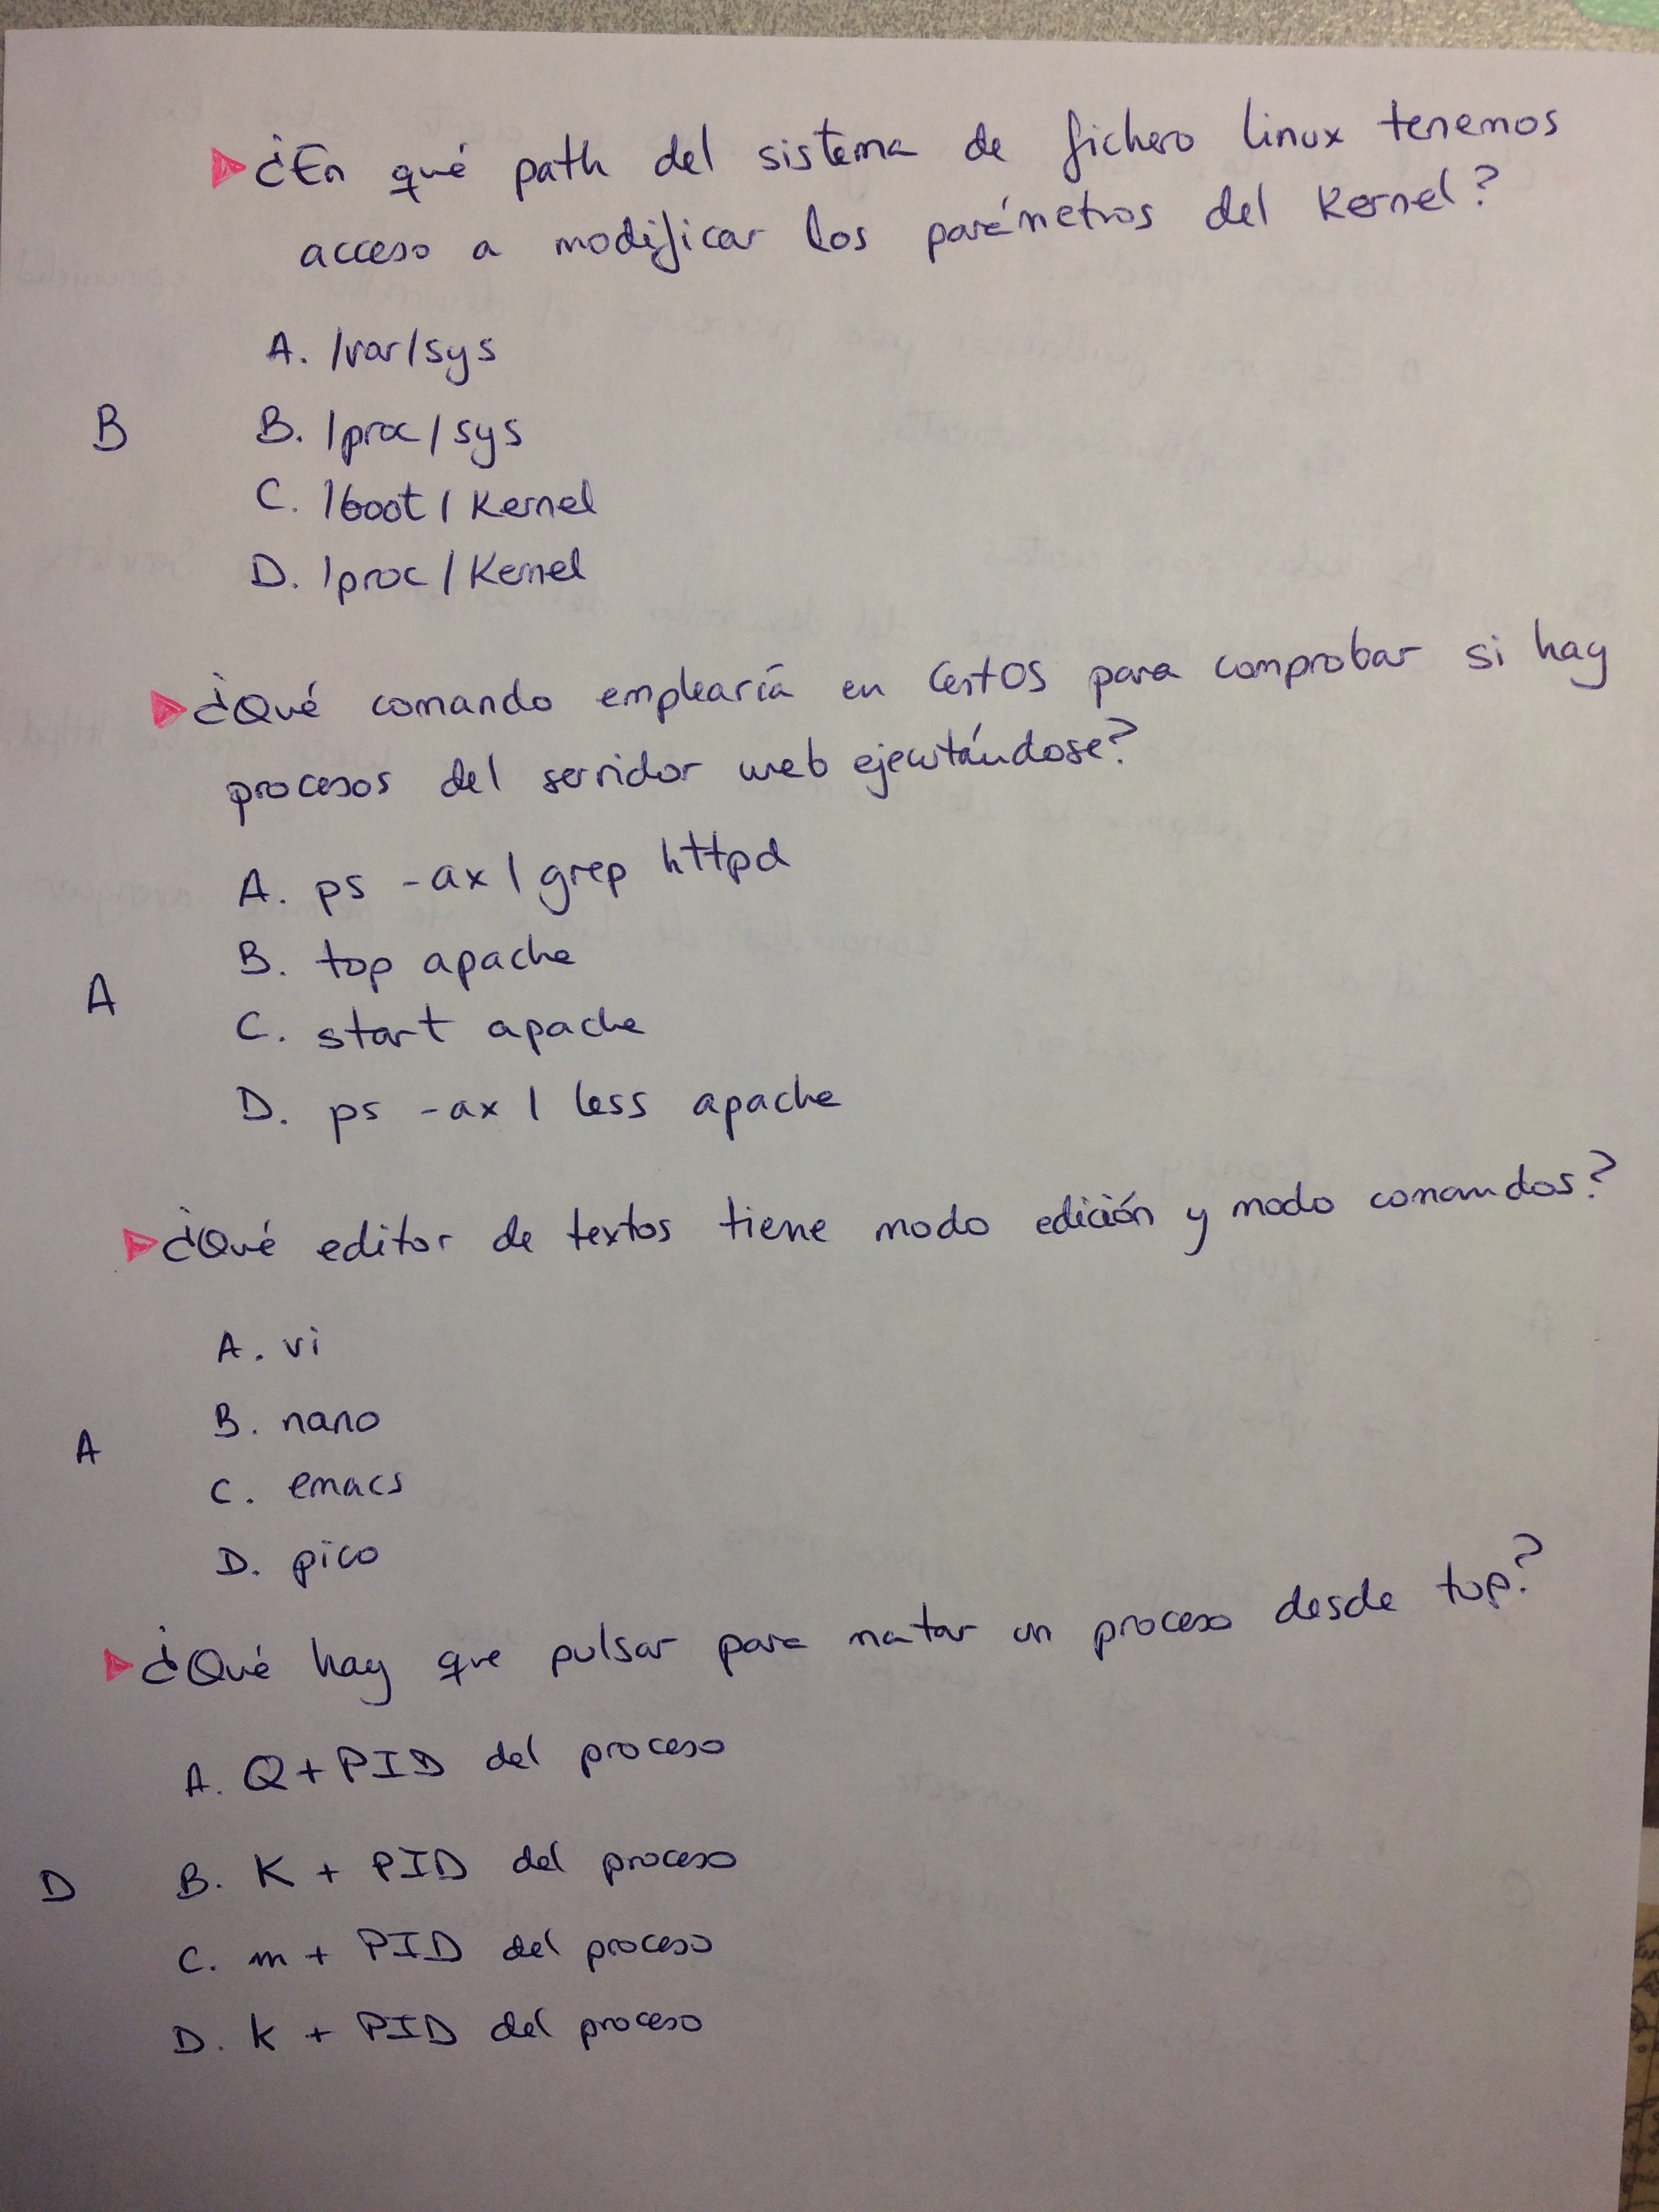 ¿En qué path del sistema de fichero linux tenemos
acceso a modificar los parámetros del Kernel?
A. /var/sys
B
B. /proc/sys
C. /boot/Kernel
D. /proc/Kernel
¿Qué comando emplearía en CentOS para comprobar si hay
procesos del servidor web ejecutándose?
A. ps -ax | grep httpd
B. top apache
A
C. start apache
D. ps -ax | less apache
¿Qué editor de textos tiene modo edición y modo comandos?
A. vi
B. nano
A
C. emacs
D. pico
¿Qué hay que pulsar para matar un proceso desde top?
A. Q + PID del proceso
D
B. K + PID del proceso
C. m + PID del proceso
D. k + PID del proceso